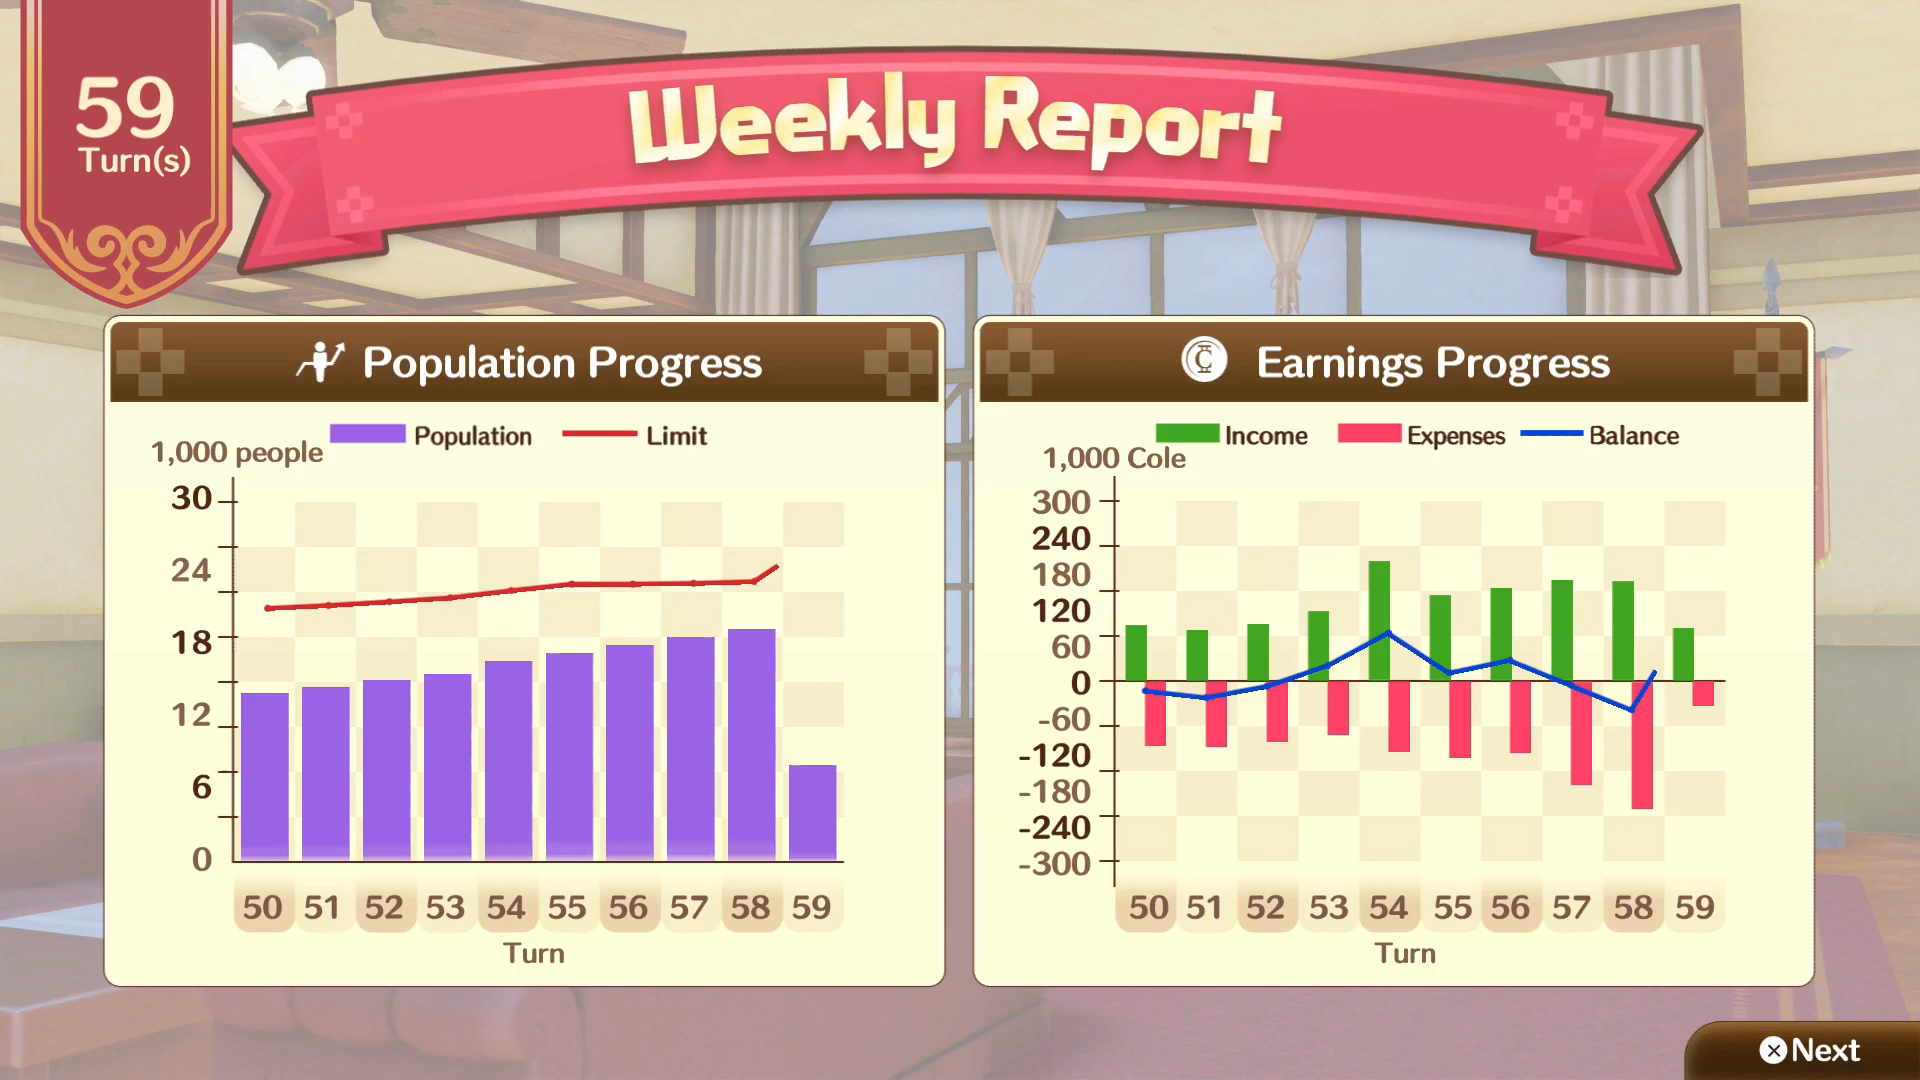 59
Turn(s)
Weekly Report
Population Progress
Population
Limit
1,000 people
30
24
18
12
6
0
50 51 52 53 54 55 56 57 58 59
Turn
Earnings Progress
Income
Expenses
Balance
1,000 Cole
300
240
180
120
60
0
-60
-120
-180
-240
-300
50 51 52 53 54 55 56 57 58 59
Turn
Next